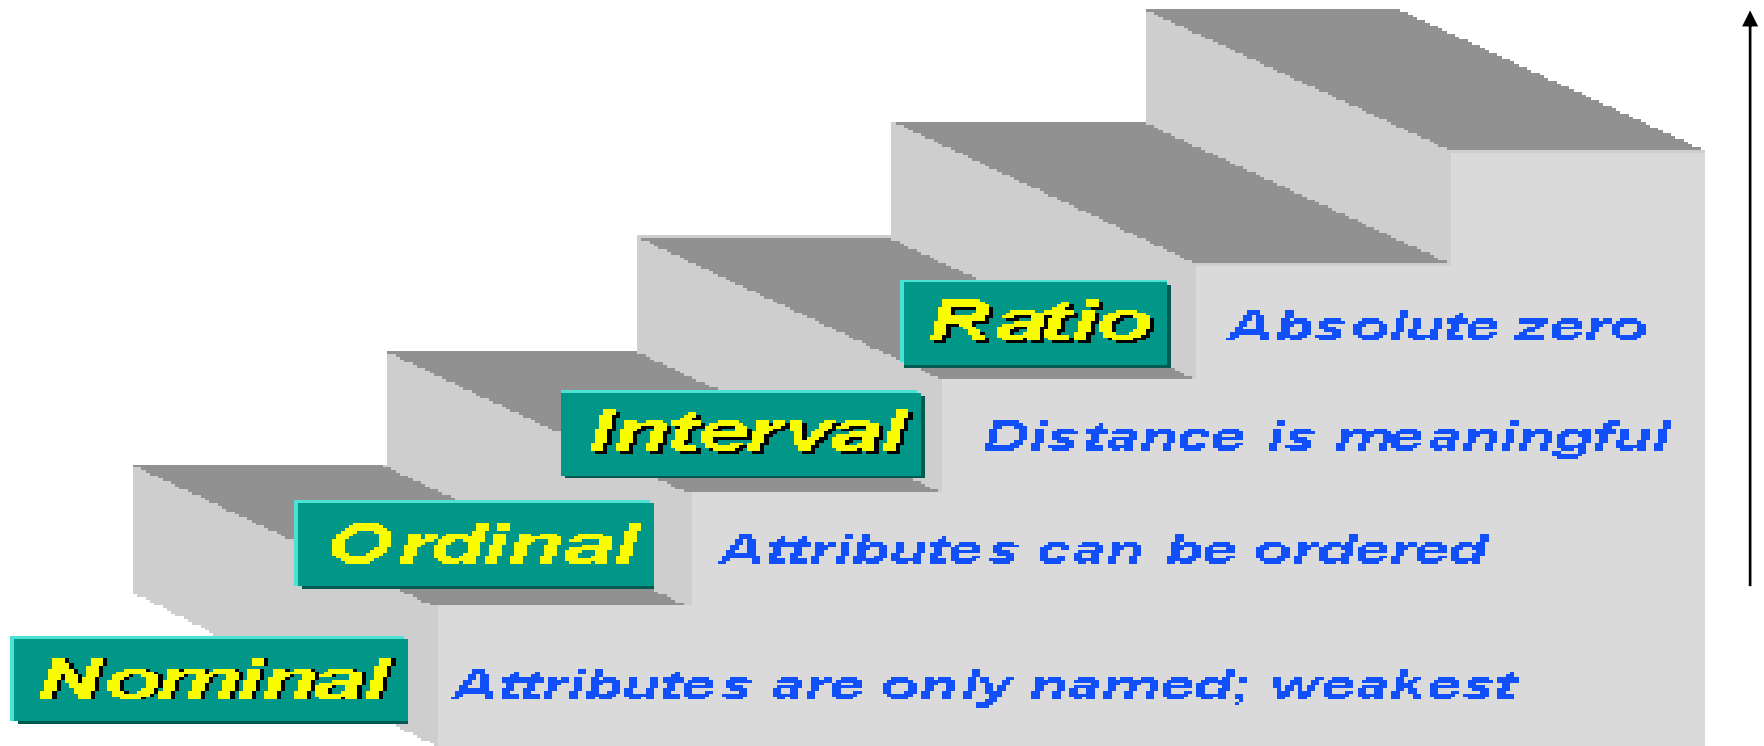 Ratio Absolute zero
Interval Distance is meaningful
Ordinal Attributes can be ordered
Nominal Attributes are only named; weakest